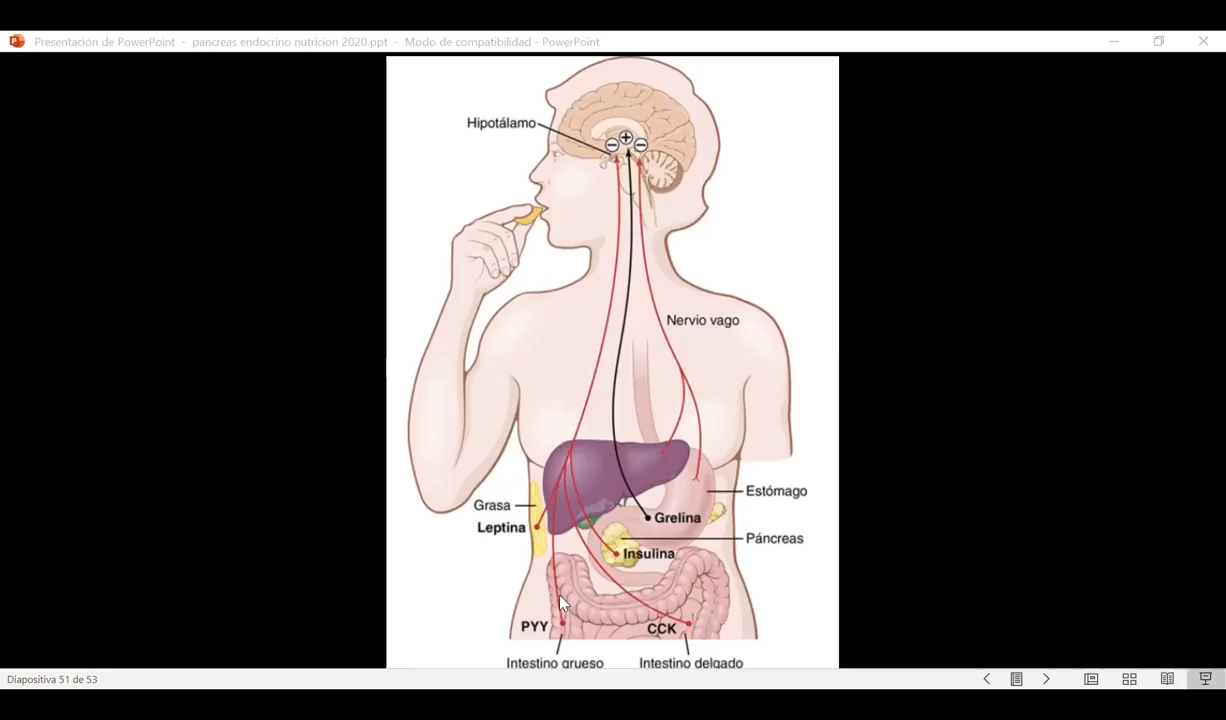 Presentación de PowerPoint - pancreas endocrino nutricion 2020.ppt - Modo de compatibilidad - PowerPoint
Hipotálamo
Nervio vago
Estómago
Grasa
Grelina
Leptina
Páncreas
Insulina
PYY
CCK
Intestino grueso
Intestino delgado
Diapositiva 51 de 53